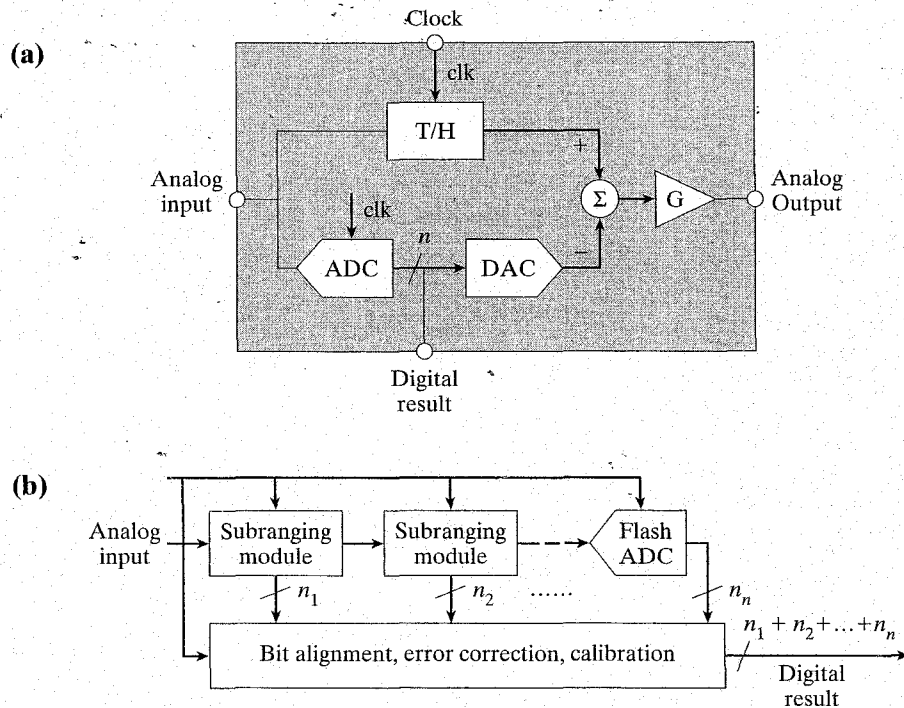 (a)
Clock
clk
T/H
+
Analog
input
Σ
G
Analog
Output
clk
ADC
n
DAC
−
Digital
result
(b)
Analog
input
Subranging
module
Subranging
module
Flash
ADC
n1
n2
......
nn
n1 + n2 + ... + nn
Bit alignment, error correction, calibration
Digital
result